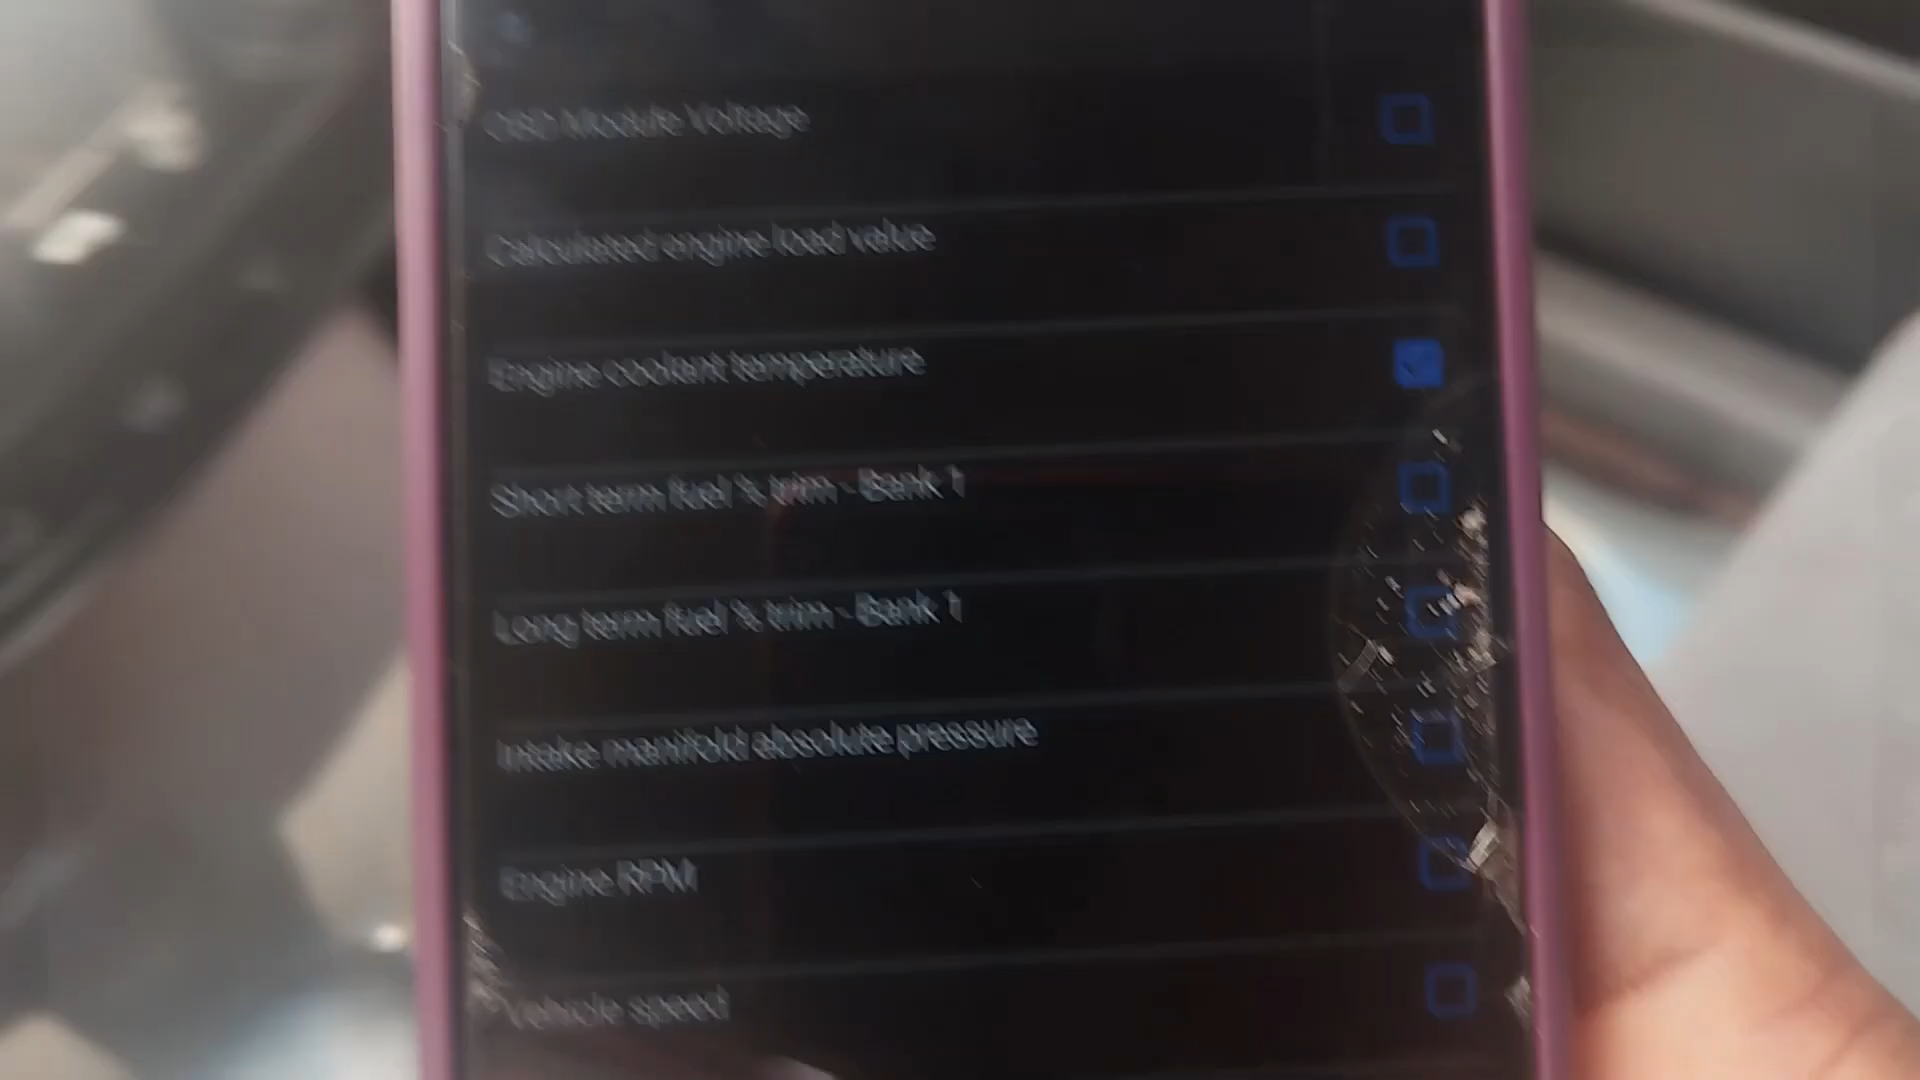 OBD Module Voltage
Calculated engine load value
Engine coolant temperature
Short term fuel % trim - Bank 1
Long term fuel % trim - Bank 1
Intake manifold absolute pressure
Engine RPM
Vehicle speed